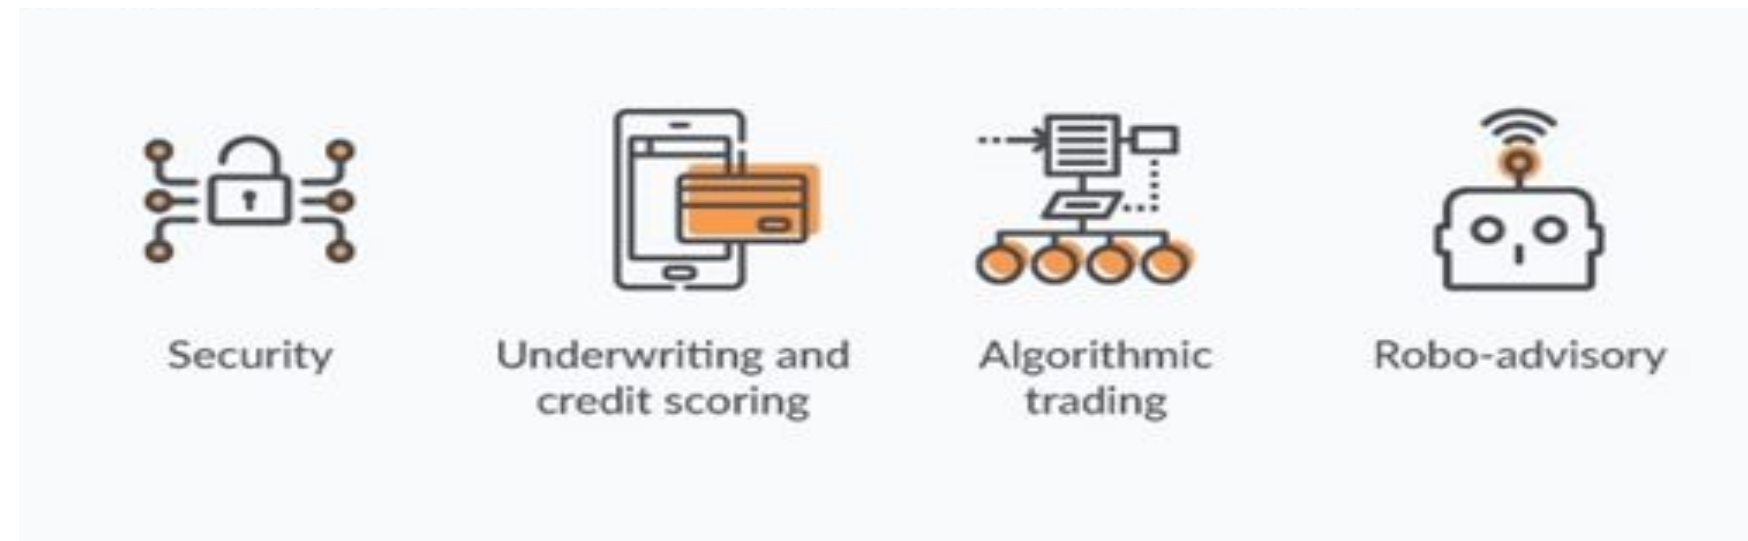 Security
Underwriting and
credit scoring
Algorithmic
trading
Robo-advisory